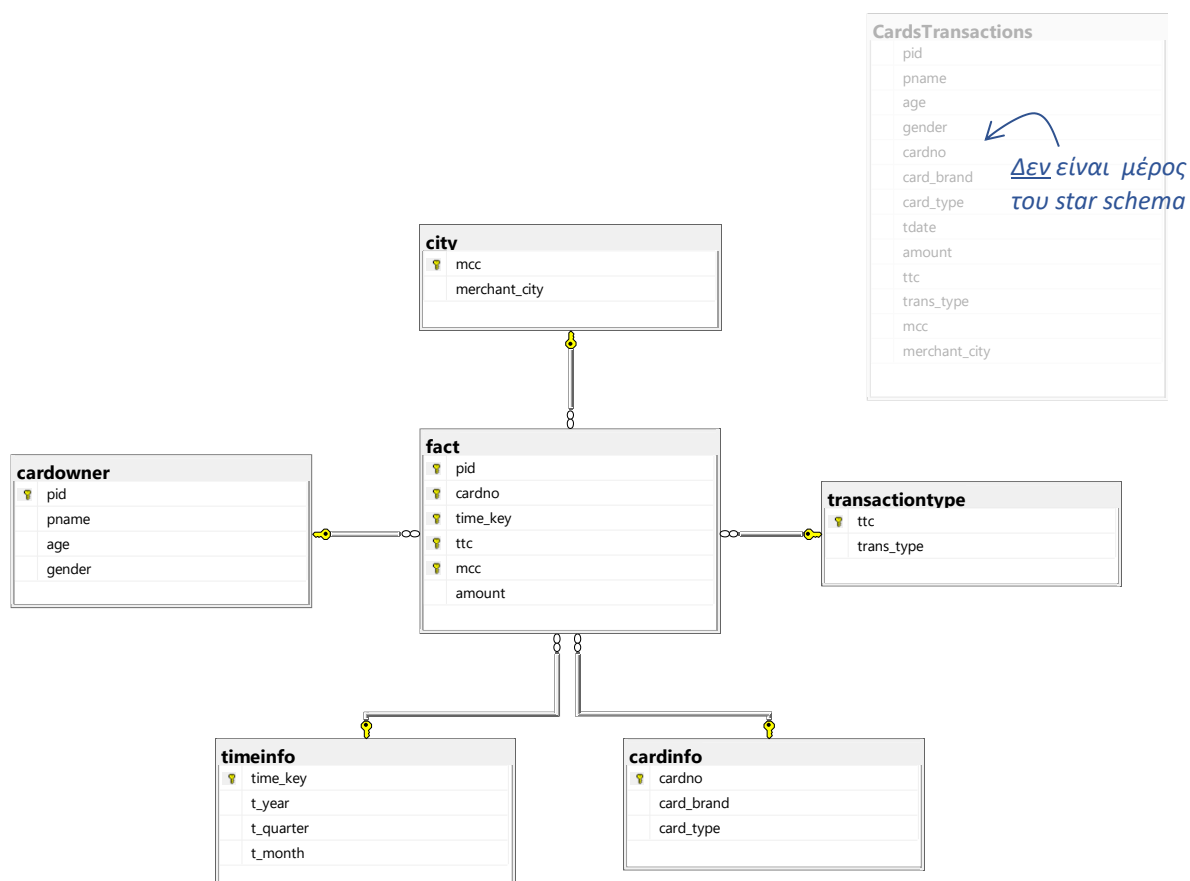 CardsTransactions
pid
pname
age
gender
cardno
card_brand
card_type
tdate
amount
ttc
trans_type
mcc
merchant_city
Δεν είναι μέρος
του star schema
city
mcc
merchant_city
fact
pid
cardno
time_key
ttc
mcc
amount
cardowner
pid
pname
age
gender
transactiontype
ttc
trans_type
timeinfo
time_key
t_year
t_quarter
t_month
cardinfo
cardno
card_brand
card_type